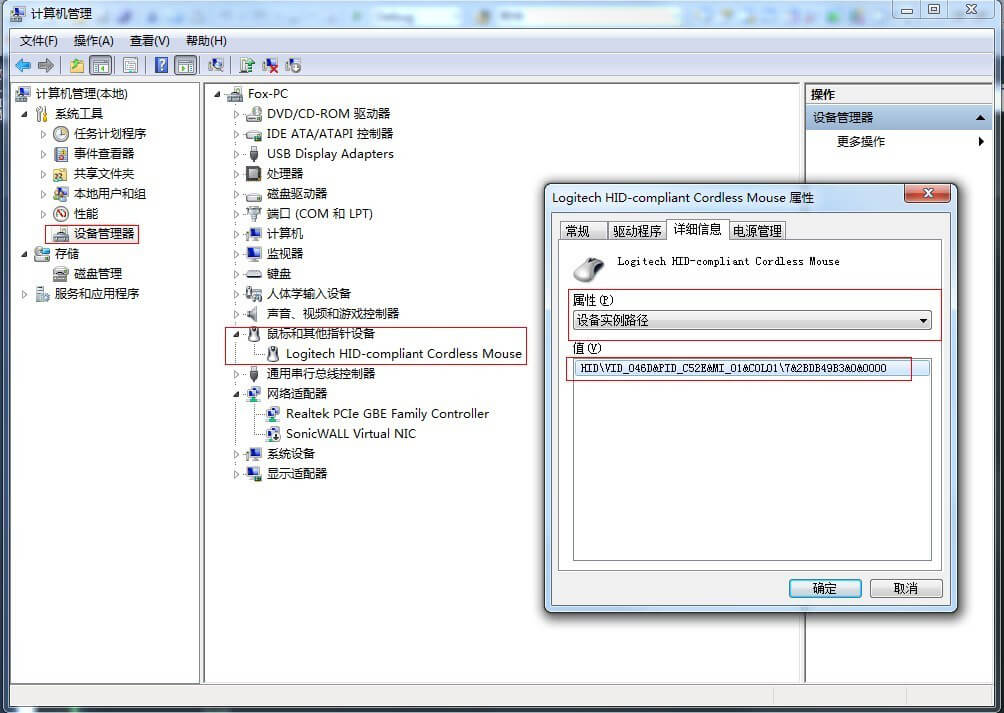 计算机管理
文件(F) 操作(A) 查看(V) 帮助(H)
计算机管理(本地)
系统工具
任务计划程序
事件查看器
共享文件夹
本地用户和组
性能
设备管理器
存储
磁盘管理
服务和应用程序
Fox-PC
DVD/CD-ROM 驱动器
IDE ATA/ATAPI 控制器
USB Display Adapters
处理器
磁盘驱动器
端口 (COM 和 LPT)
计算机
监视器
键盘
人体学输入设备
声音、视频和游戏控制器
鼠标和其他指针设备
Logitech HID-compliant Cordless Mouse
通用串行总线控制器
网络适配器
Realtek PCIe GBE Family Controller
SonicWALL Virtual NIC
系统设备
显示适配器
操作
设备管理器
更多操作
Logitech HID-compliant Cordless Mouse 属性
常规 驱动程序 详细信息 电源管理
Logitech HID-compliant Cordless Mouse
属性(P)
设备实例路径
值(V)
HID\VID_046D&PID_C52E&MI_01&COL01\7&2BDB49B3&0&0000
确定 取消